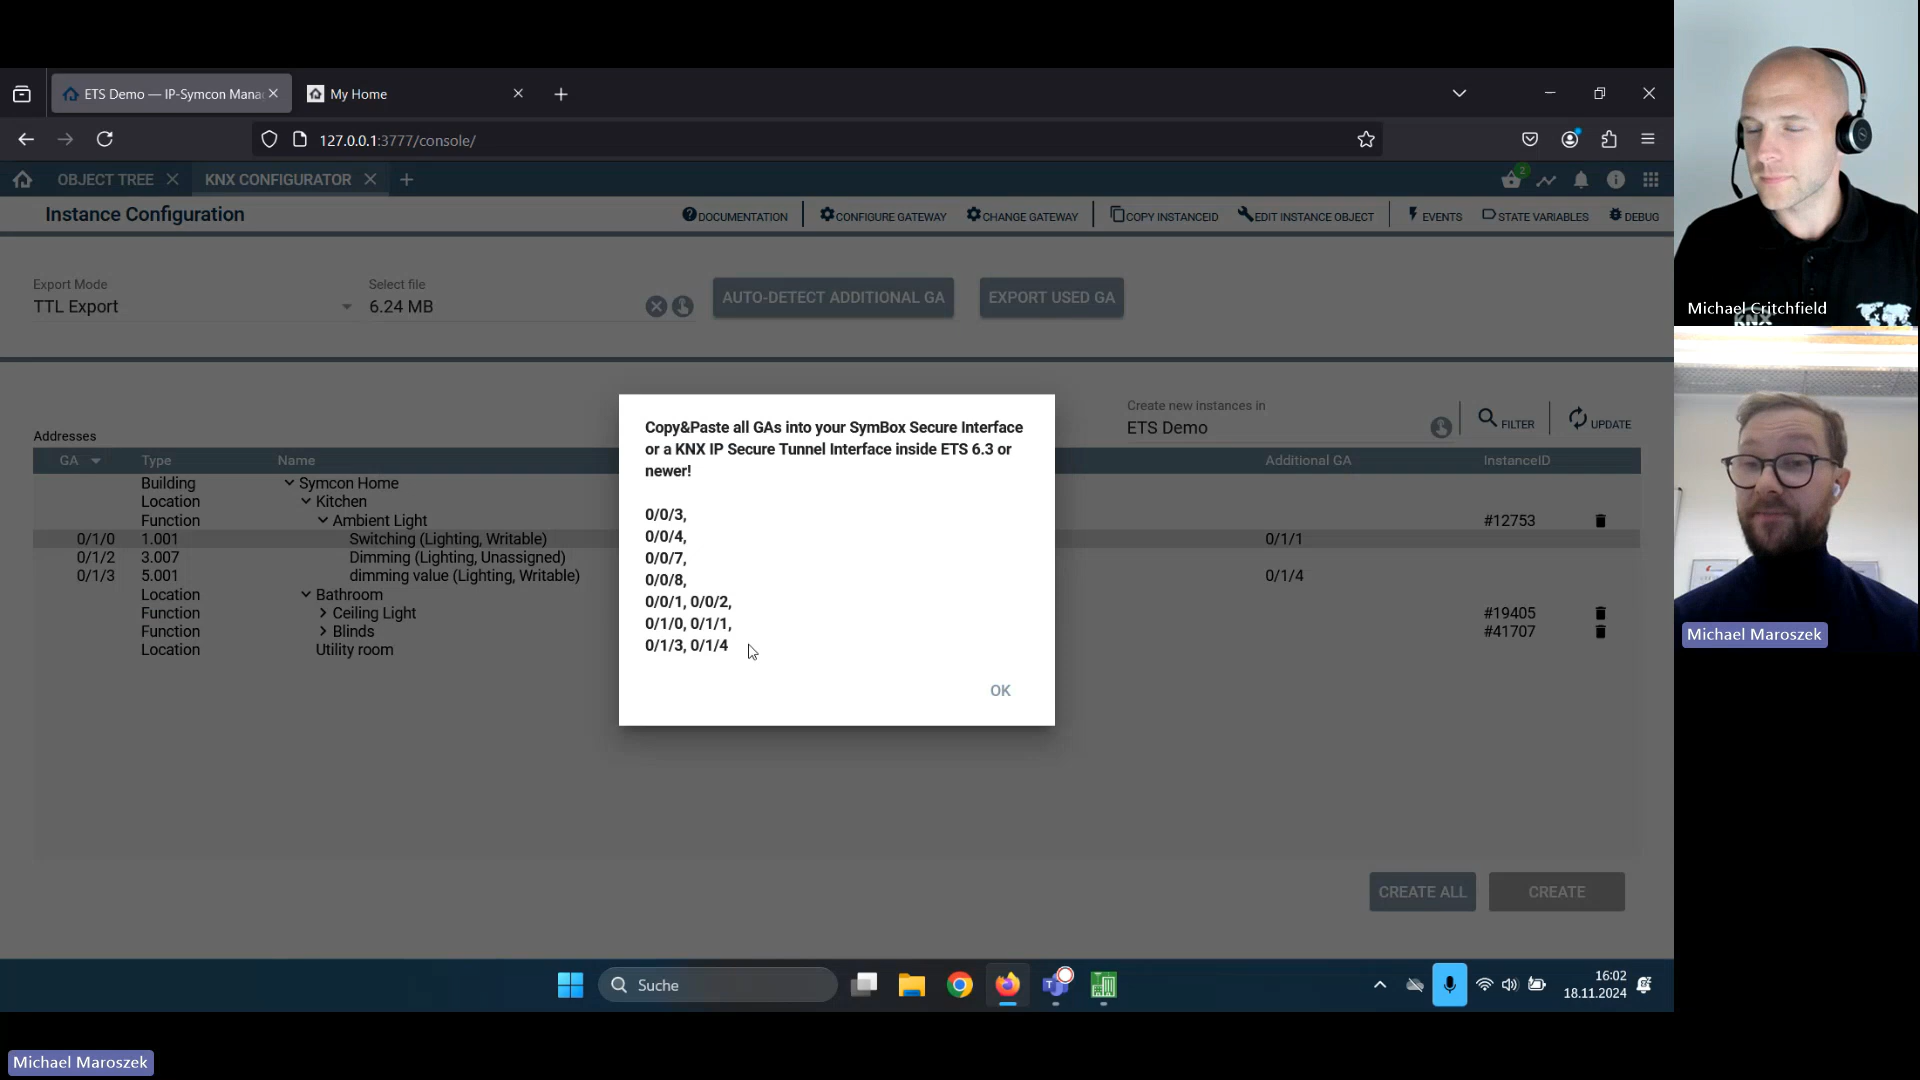 ETS Demo — IP-Symcon Mana
My Home
127.0.0.1:3777/console/
OBJECT TREE
KNX CONFIGURATOR
2
Instance Configuration
DOCUMENTATION
CONFIGURE GATEWAY
CHANGE GATEWAY
COPY INSTANCEID
EDIT INSTANCE OBJECT
EVENTS
STATE VARIABLES
DEBUG
Export Mode
TTL Export
Select file
6.24 MB
AUTO-DETECT ADDITIONAL GA
EXPORT USED GA
Create new instances in
ETS Demo
FILTER
UPDATE
Addresses
GA Type Name Additional GA InstanceID
Building Symcon Home
Location Kitchen
Function Ambient Light #12753
0/1/0 1.001 Switching (Lighting, Writable) 0/1/1
0/1/2 3.007 Dimming (Lighting, Unassigned)
0/1/3 5.001 dimming value (Lighting, Writable) 0/1/4
Location Bathroom
Function Ceiling Light #19405
Function Blinds #41707
Location Utility room
Copy&Paste all GAs into your SymBox Secure Interface
or a KNX IP Secure Tunnel Interface inside ETS 6.3 or
newer!
0/0/3,
0/0/4,
0/0/7,
0/0/8,
0/0/1, 0/0/2,
0/1/0, 0/1/1,
0/1/3, 0/1/4
OK
CREATE ALL
CREATE
Suche
16:02
18.11.2024
Michael Critchfield
KNX
Michael Maroszek
Michael Maroszek